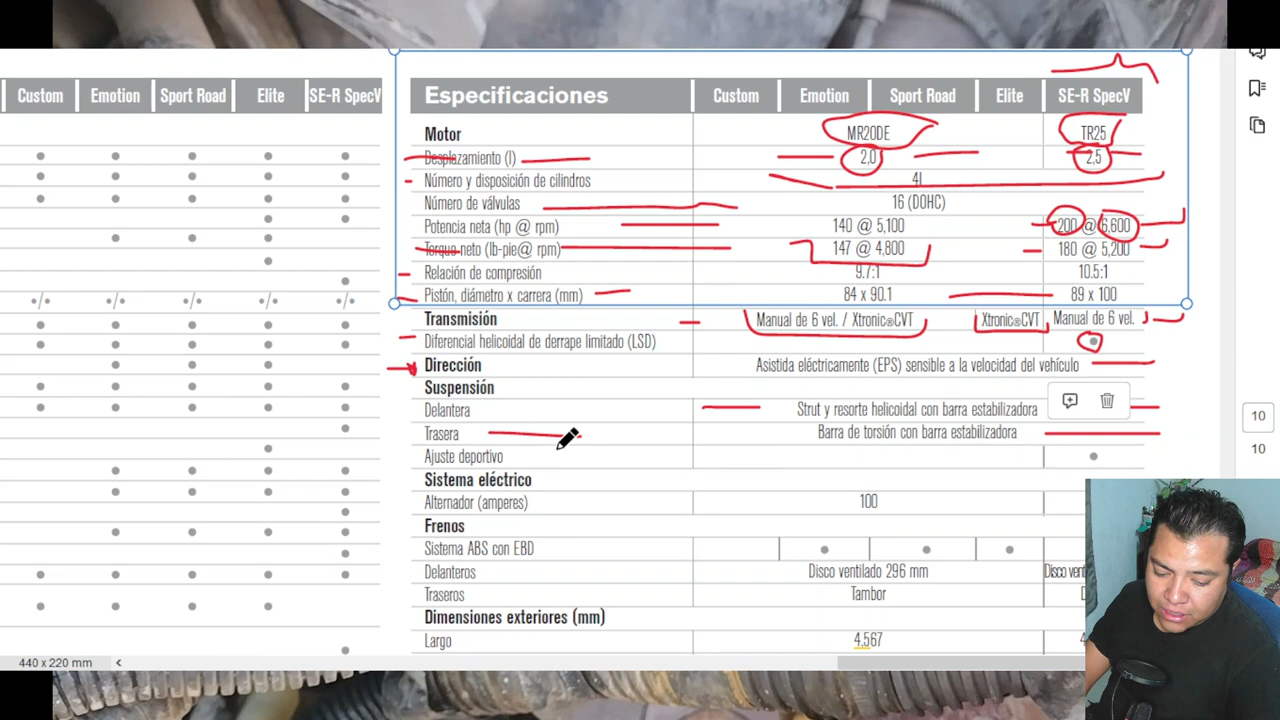 Custom Emotion Sport Road Elite SE-R SpecV
Especificaciones Custom Emotion Sport Road Elite SE-R SpecV
Motor MR20DE TR25
Desplazamiento (l) 2,0 2,5
Número y disposición de cilindros 4l
Número de válvulas 16 (DOHC)
Potencia neta (hp @ rpm) 140 @ 5,100 200 @ 6,600
Torque neto (lb-pie@ rpm) 147 @ 4,800 180 @ 5,200
Relación de compresión 9.7:1 10.5:1
Pistón, diámetro x carrera (mm) 84 x 90.1 89 x 100
Transmisión Manual de 6 vel. / Xtronic®CVT Xtronic®CVT Manual de 6 vel.
Diferencial helicoidal de derrape limitado (LSD)
Dirección Asistida eléctricamente (EPS) sensible a la velocidad del vehículo
Suspensión
Delantera Strut y resorte helicoidal con barra estabilizadora
Trasera Barra de torsión con barra estabilizadora
Ajuste deportivo
Sistema eléctrico
Alternador (amperes) 100
Frenos
Sistema ABS con EBD
Delanteros Disco ventilado 296 mm Disco
Traseros Tambor
Dimensiones exteriores (mm)
Largo 4.567
10
10
440 x 220 mm